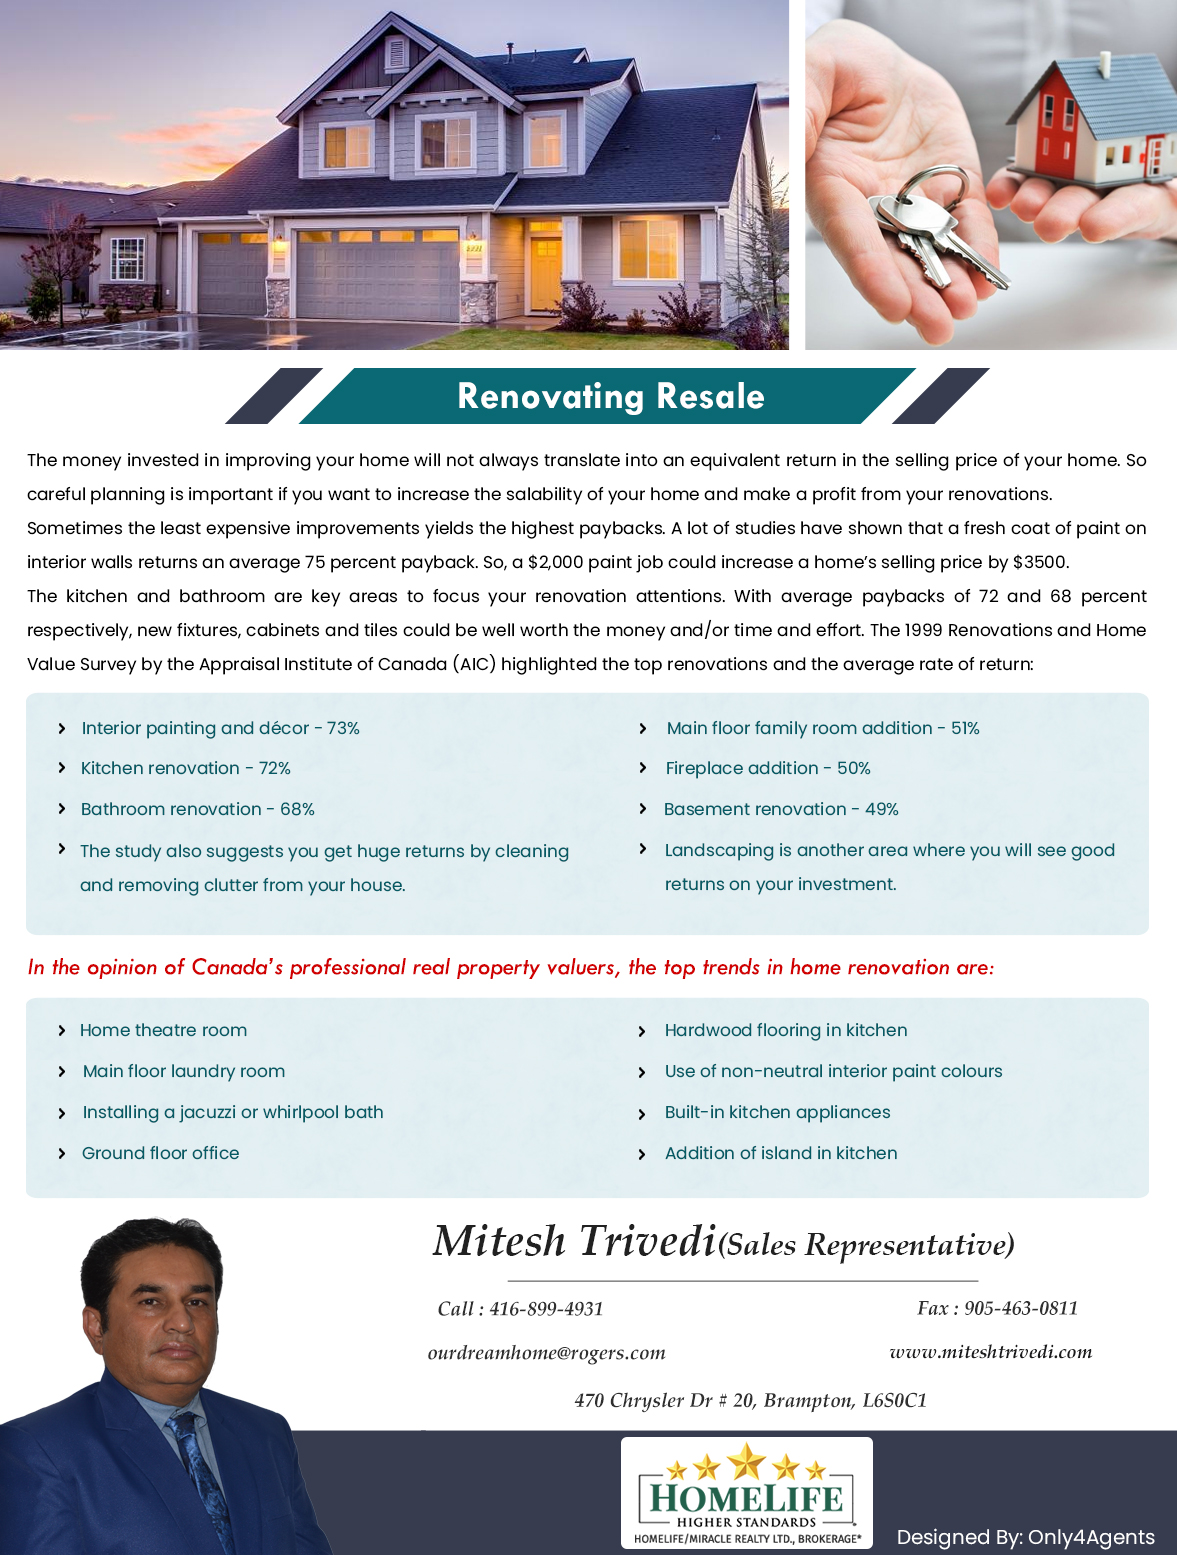 Renovating Resale
The money invested in improving your home will not always translate into an equivalent return in the selling price of your home. So
careful planning is important if you want to increase the salability of your home and make a profit from your renovations.
Sometimes the least expensive improvements yields the highest paybacks. A lot of studies have shown that a fresh coat of paint on
interior walls returns an average 75 percent payback. So, a $2,000 paint job could increase a home’s selling price by $3500.
The kitchen and bathroom are key areas to focus your renovation attentions. With average paybacks of 72 and 68 percent
respectively, new fixtures, cabinets and tiles could be well worth the money and/or time and effort. The 1999 Renovations and Home
Value Survey by the Appraisal Institute of Canada (AIC) highlighted the top renovations and the average rate of return:
Interior painting and décor - 73%
Kitchen renovation - 72%
Bathroom renovation - 68%
The study also suggests you get huge returns by cleaning
and removing clutter from your house.
Main floor family room addition - 51%
Fireplace addition - 50%
Basement renovation - 49%
Landscaping is another area where you will see good
returns on your investment.
In the opinion of Canada’s professional real property valuers, the top trends in home renovation are:
Home theatre room
Main floor laundry room
Installing a jacuzzi or whirlpool bath
Ground floor office
Hardwood flooring in kitchen
Use of non-neutral interior paint colours
Built-in kitchen appliances
Addition of island in kitchen
Mitesh Trivedi(Sales Representative)
Call : 416-899-4931
Fax : 905-463-0811
ourdreamhome@rogers.com
www.miteshtrivedi.com
470 Chrysler Dr # 20, Brampton, L6S0C1
HOMELIFE
HIGHER STANDARDS
HOMELIFE/MIRACLE REALTY LTD., BROKERAGE*
Designed By: Only4Agents